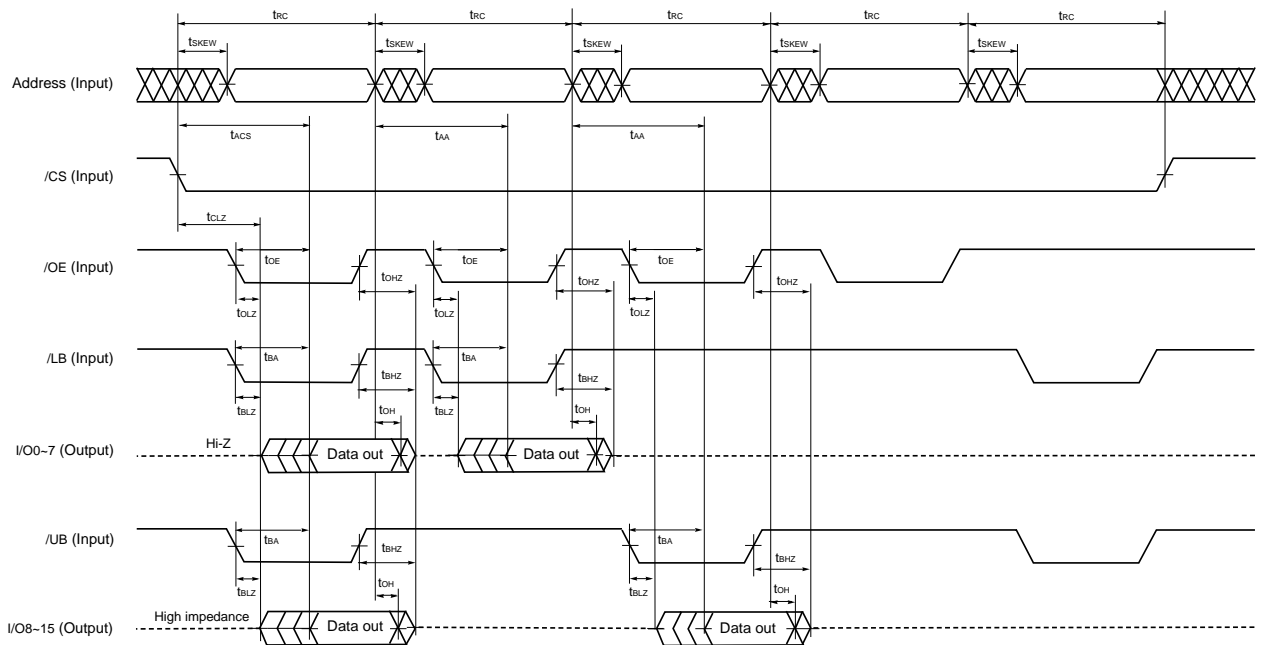 tRC tRC tRC tRC tRC
tSKEW tSKEW tSKEW tSKEW tSKEW
Address (Input)
tACS tAA tAA
/CS (Input)
tCLZ
/OE (Input)
tOE tOE tOE
tOHZ tOHZ tOHZ
tOLZ tOLZ tOLZ
/LB (Input)
tBA tBA
tBHZ tBHZ
tBLZ tOH tBLZ tOH
I/O0~7 (Output) Hi-Z Data out Data out
/UB (Input)
tBA tBA
tBHZ tBHZ
tBLZ tOH tBLZ tOH
I/O8~15 (Output) High impedance Data out Data out